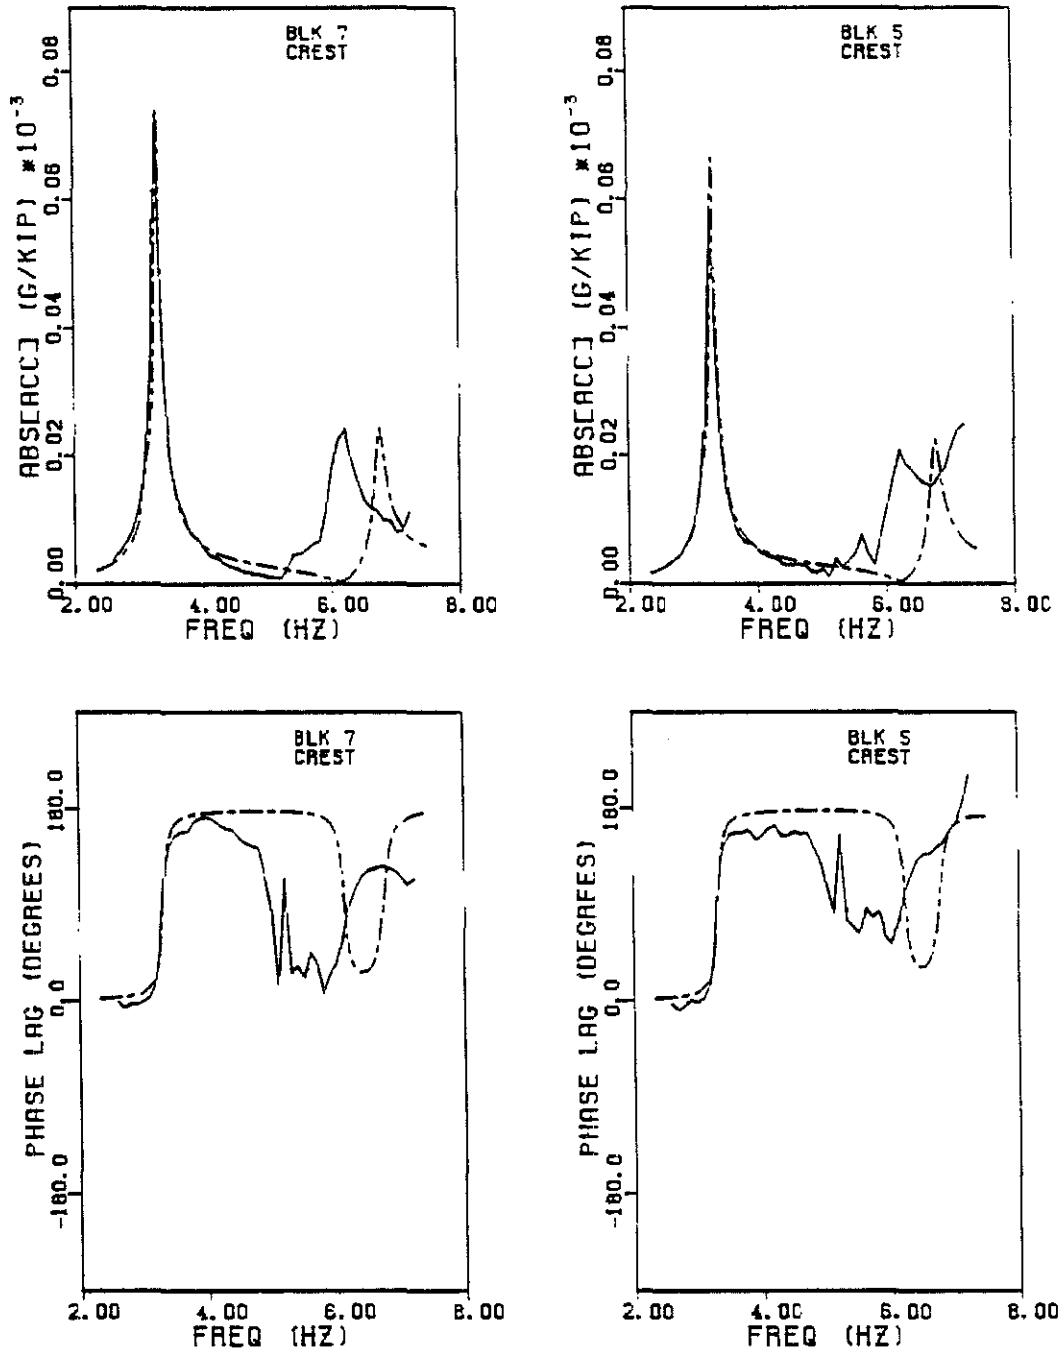 BLK 7
CREST
ABS[ACC] (G/KIP) *10-3
0.00
0.02
0.04
0.06
0.08
2.00 4.00 6.00 8.00
FREQ (HZ)
BLK 5
CREST
ABS[ACC] (G/KIP) *10-3
0.00
0.02
0.04
0.06
0.08
2.00 4.00 6.00 8.00
FREQ (HZ)
BLK 7
CREST
PHASE LAG (DEGREES)
180.0
0.0
-180.0
2.00 4.00 6.00 8.00
FREQ (HZ)
BLK 5
CREST
PHASE LAG (DEGREES)
180.0
0.0
-180.0
2.00 4.00 6.00 8.00
FREQ (HZ)